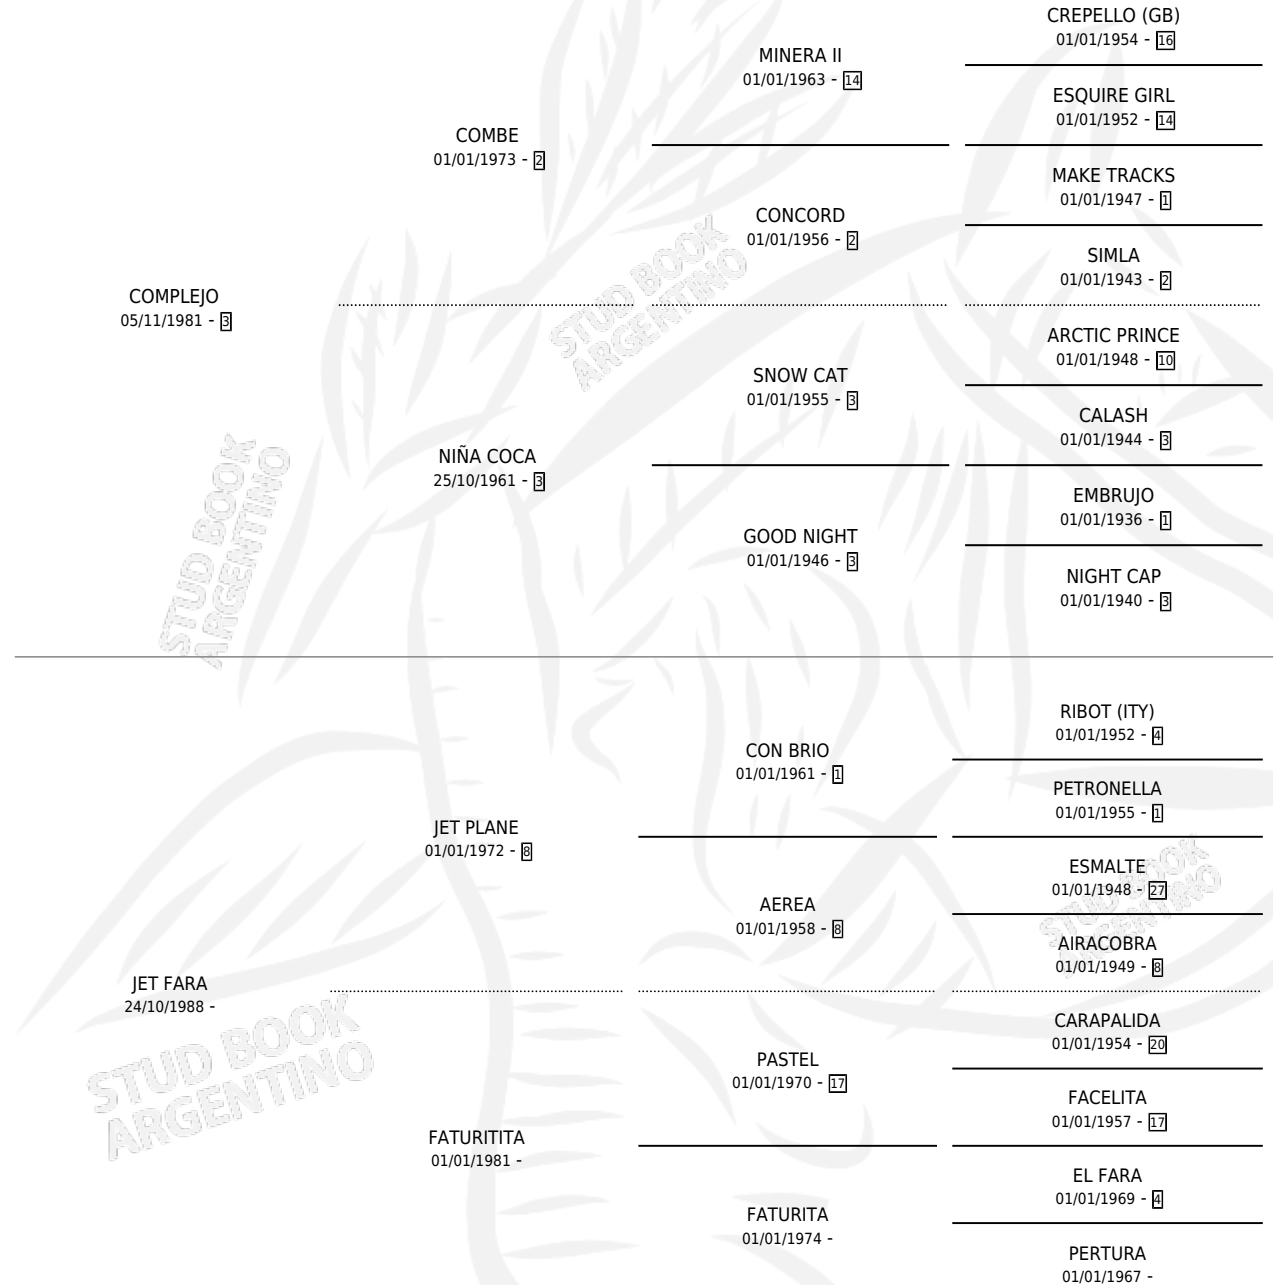 CREPELLO (GB)
01/01/1954 - 16
MINERA II
01/01/1963 - 14
ESQUIRE GIRL
01/01/1952 - 14
COMBE
01/01/1973 - 2
MAKE TRACKS
01/01/1947 - 1
CONCORD
01/01/1956 - 2
SIMLA
01/01/1943 - 2
COMPLEJO
05/11/1981 - 3
ARCTIC PRINCE
01/01/1948 - 10
SNOW CAT
01/01/1955 - 3
CALASH
01/01/1944 - 3
NIÑA COCA
25/10/1961 - 3
EMBRUJO
01/01/1936 - 1
GOOD NIGHT
01/01/1946 - 3
NIGHT CAP
01/01/1940 - 3
RIBOT (ITY)
01/01/1952 - 4
CON BRIO
01/01/1961 - 1
PETRONELLA
01/01/1955 - 1
JET PLANE
01/01/1972 - 8
ESMALTE
01/01/1948 - 27
AEREA
01/01/1958 - 8
AIRACOBRA
01/01/1949 - 8
JET FARA
24/10/1988 -
CARAPALIDA
01/01/1954 - 20
PASTEL
01/01/1970 - 17
FACELITA
01/01/1957 - 17
FATURITITA
01/01/1981 -
EL FARA
01/01/1969 - 4
FATURITA
01/01/1974 -
PERTURA
01/01/1967 -
STUD BOOK
ARGENTINO
STUD BOOK
ARGENTINO
STUD BOOK
ARGENTINO
STUD BOOK
ARGENTINO